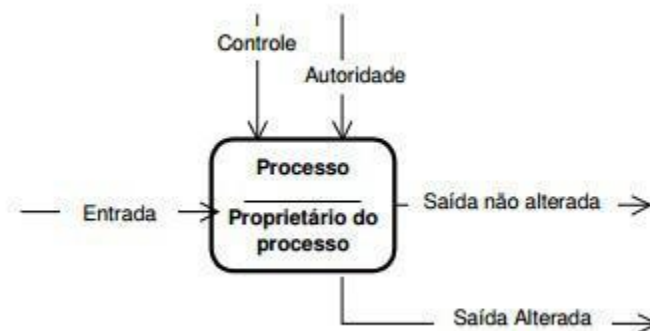 Controle
Autoridade
Processo
Entrada
Proprietário do
processo
Saída não alterada
Saída Alterada